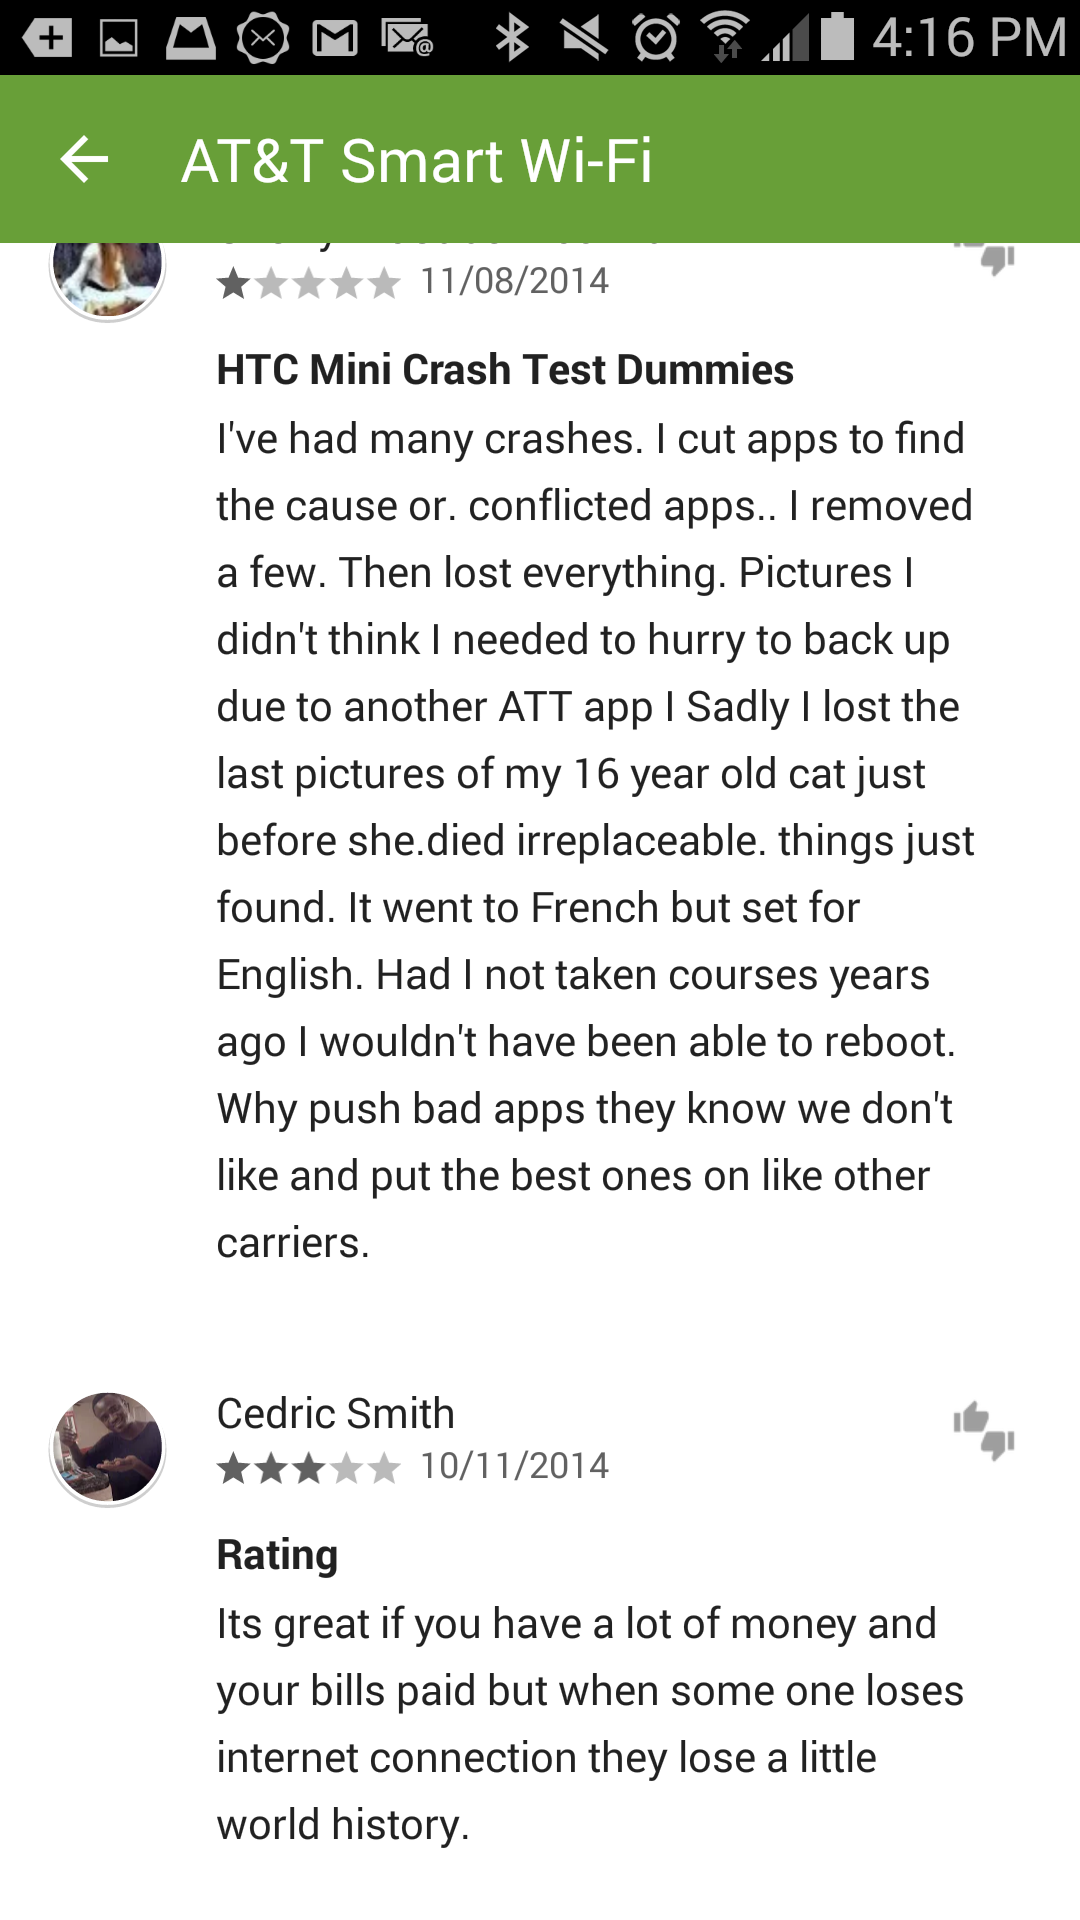 4:16 PM
AT&T Smart Wi-Fi
11/08/2014
HTC Mini Crash Test Dummies
I've had many crashes. I cut apps to find
the cause or. conflicted apps.. I removed
a few. Then lost everything. Pictures I
didn't think I needed to hurry to back up
due to another ATT app I Sadly I lost the
last pictures of my 16 year old cat just
before she.died irreplaceable. things just
found. It went to French but set for
English. Had I not taken courses years
ago I wouldn't have been able to reboot.
Why push bad apps they know we don't
like and put the best ones on like other
carriers.
Cedric Smith
10/11/2014
Rating
Its great if you have a lot of money and
your bills paid but when some one loses
internet connection they lose a little
world history.